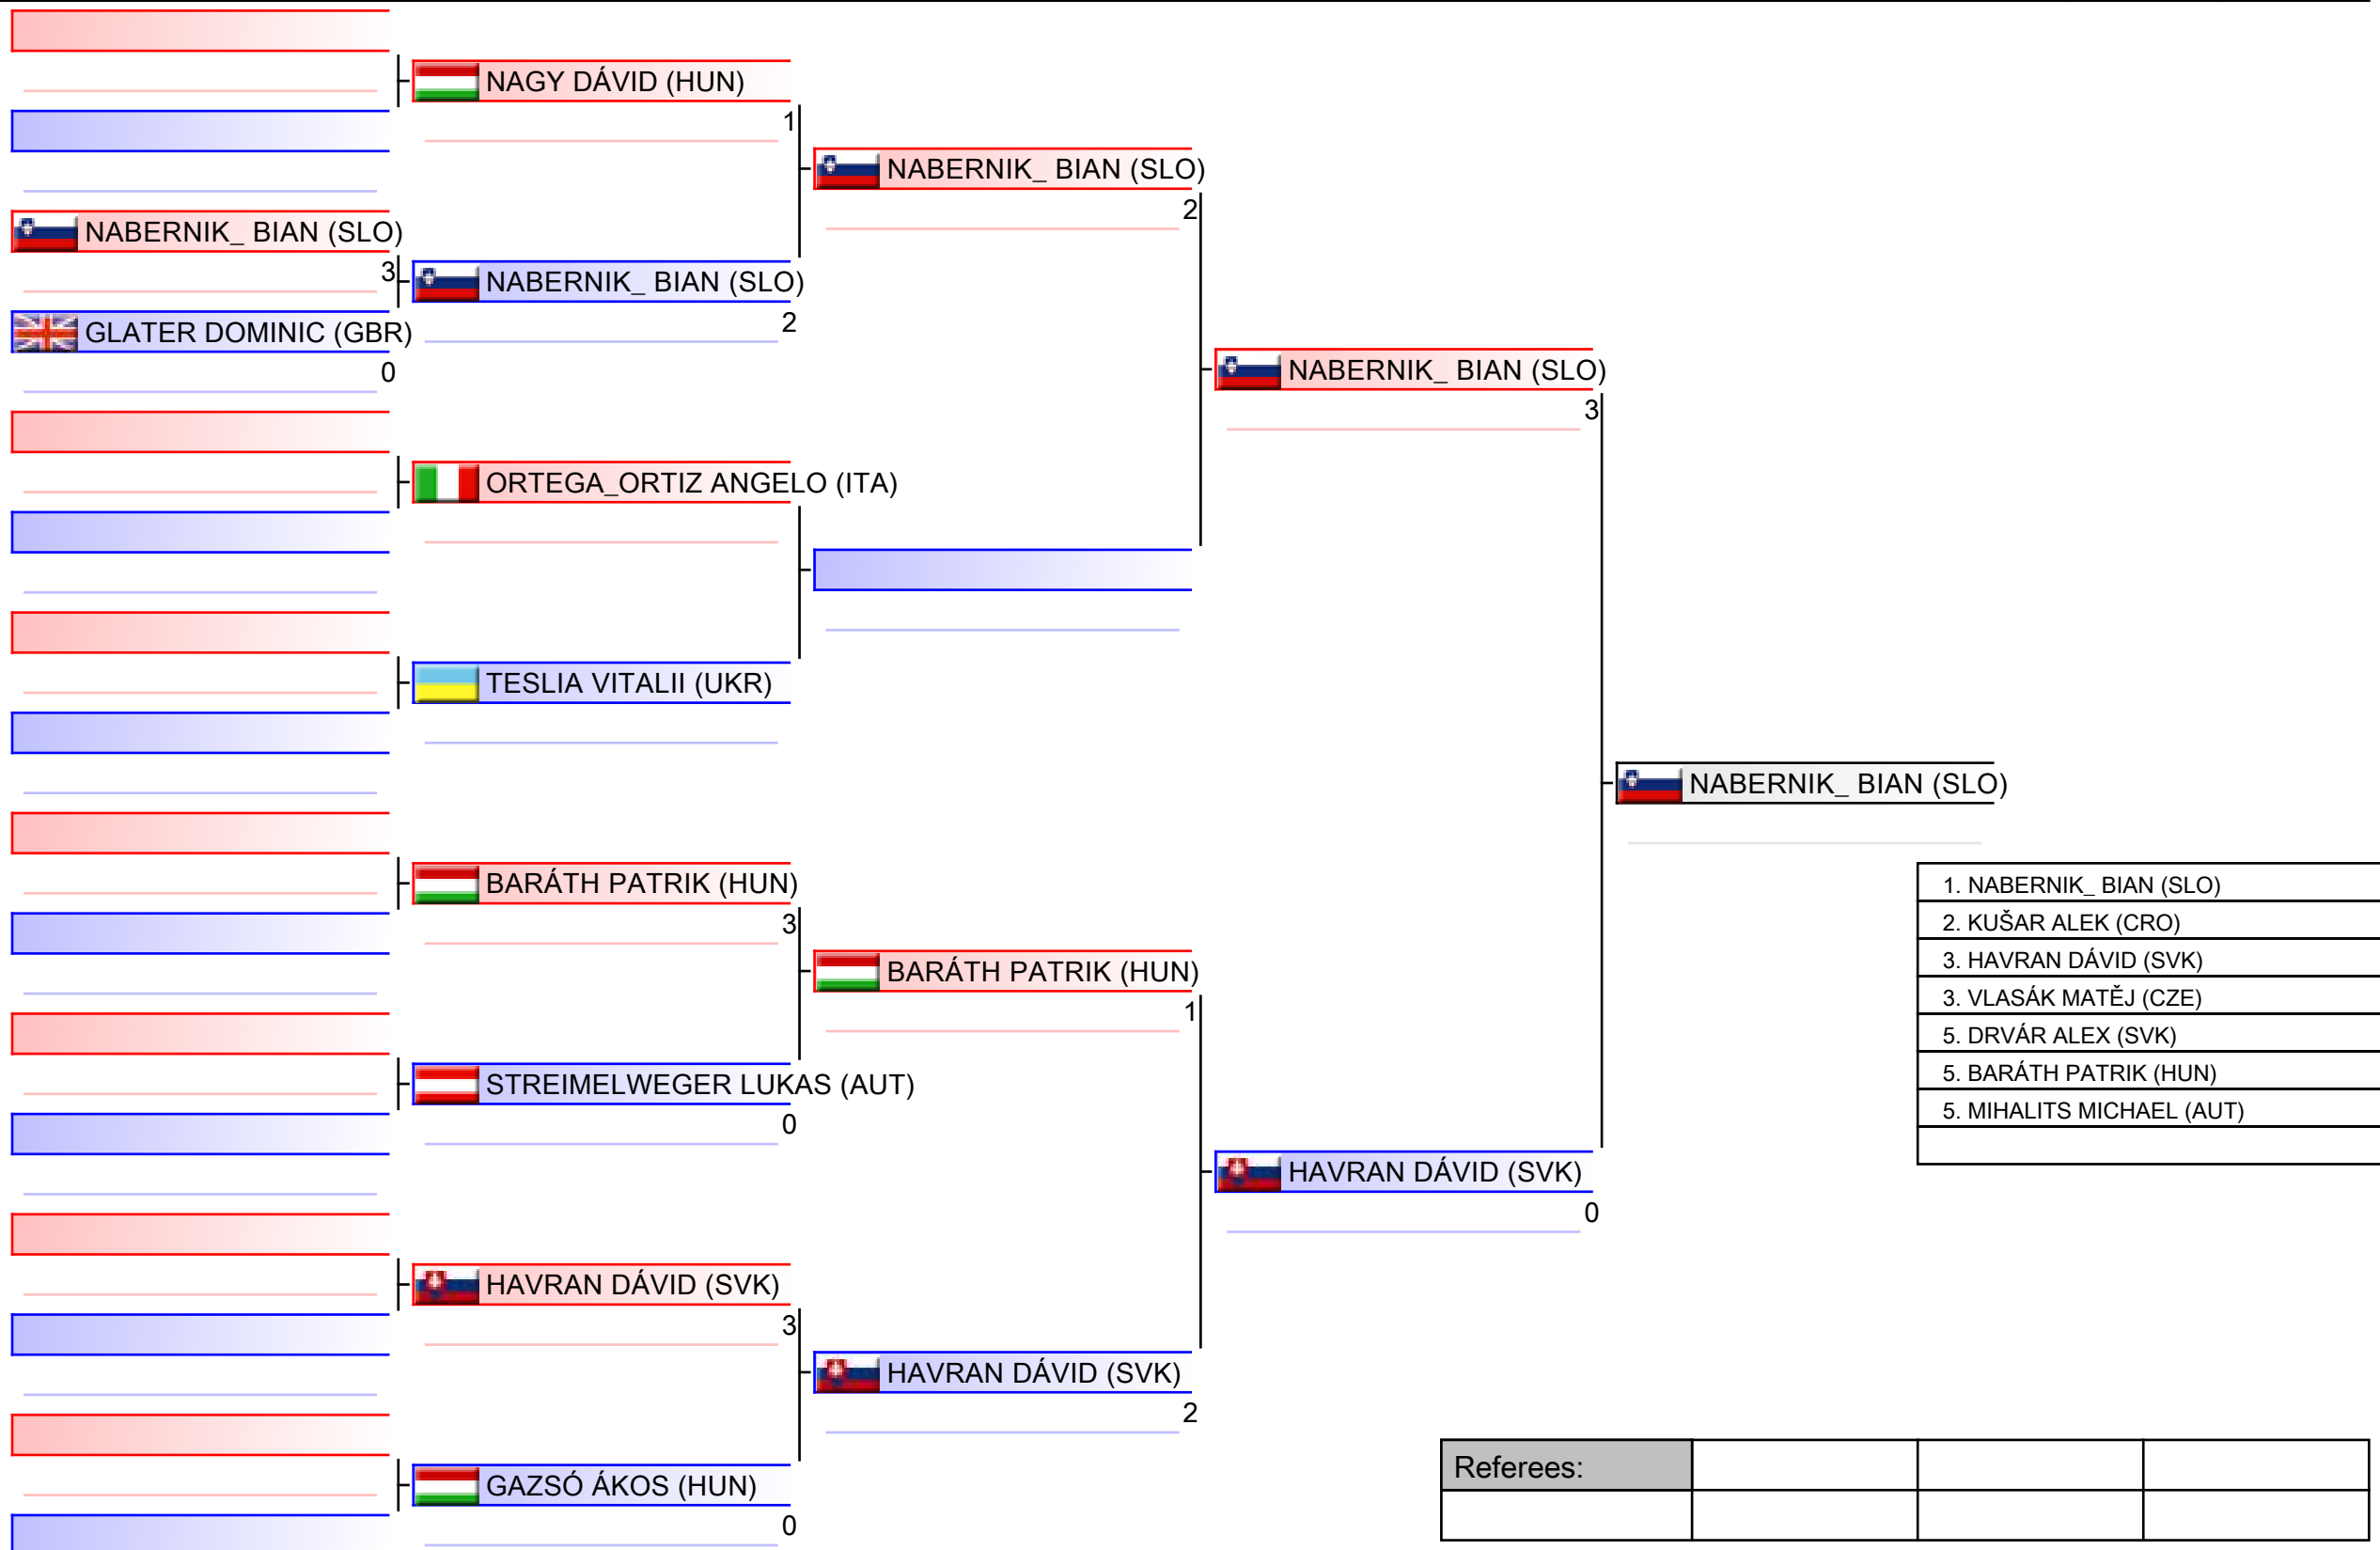 NAGY DÁVID (HUN)
1
NABERNIK_ BIAN (SLO)
2
NABERNIK_ BIAN (SLO)
3
NABERNIK_ BIAN (SLO)
2
GLATER DOMINIC (GBR)
0
NABERNIK_ BIAN (SLO)
3
ORTEGA_ORTIZ ANGELO (ITA)
TESLIA VITALII (UKR)
NABERNIK_ BIAN (SLO)
BARÁTH PATRIK (HUN)
3
BARÁTH PATRIK (HUN)
1
STREIMELWEGER LUKAS (AUT)
0
HAVRAN DÁVID (SVK)
0
HAVRAN DÁVID (SVK)
3
HAVRAN DÁVID (SVK)
2
GAZSÓ ÁKOS (HUN)
0
1. NABERNIK_ BIAN (SLO)
2. KUŠAR ALEK (CRO)
3. HAVRAN DÁVID (SVK)
3. VLASÁK MATĚJ (CZE)
5. DRVÁR ALEX (SVK)
5. BARÁTH PATRIK (HUN)
5. MIHALITS MICHAEL (AUT)
Referees: